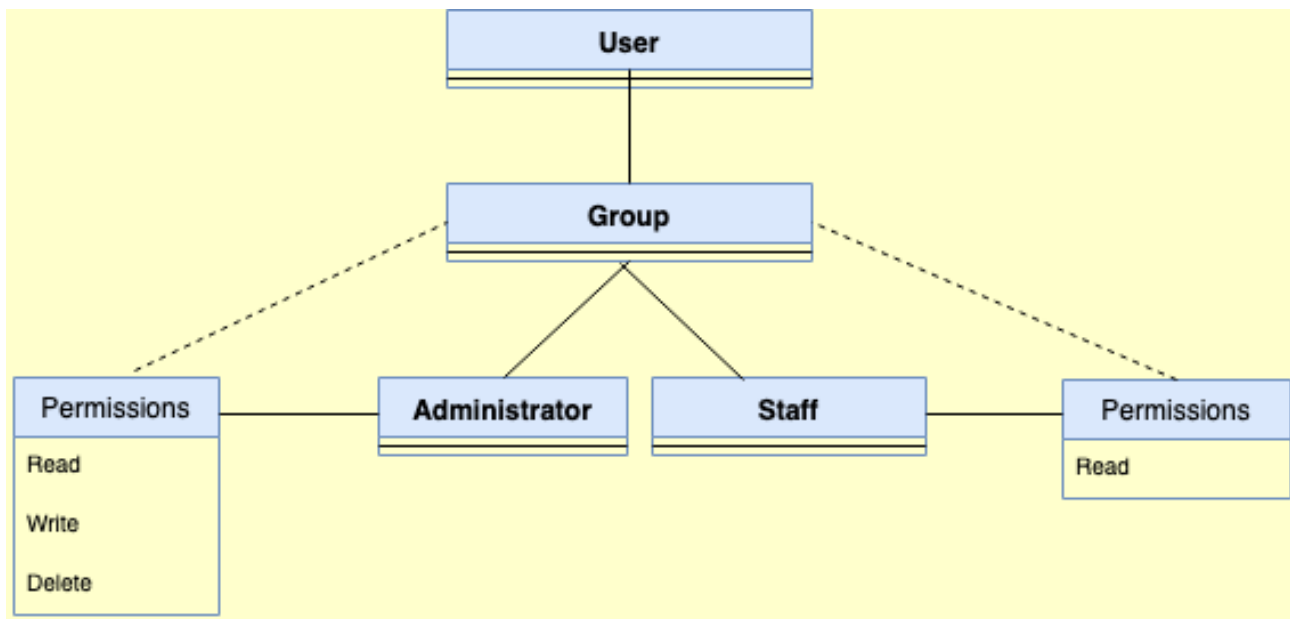 User
Group
Permissions
Administrator
Staff
Permissions
Read
Write
Delete
Read